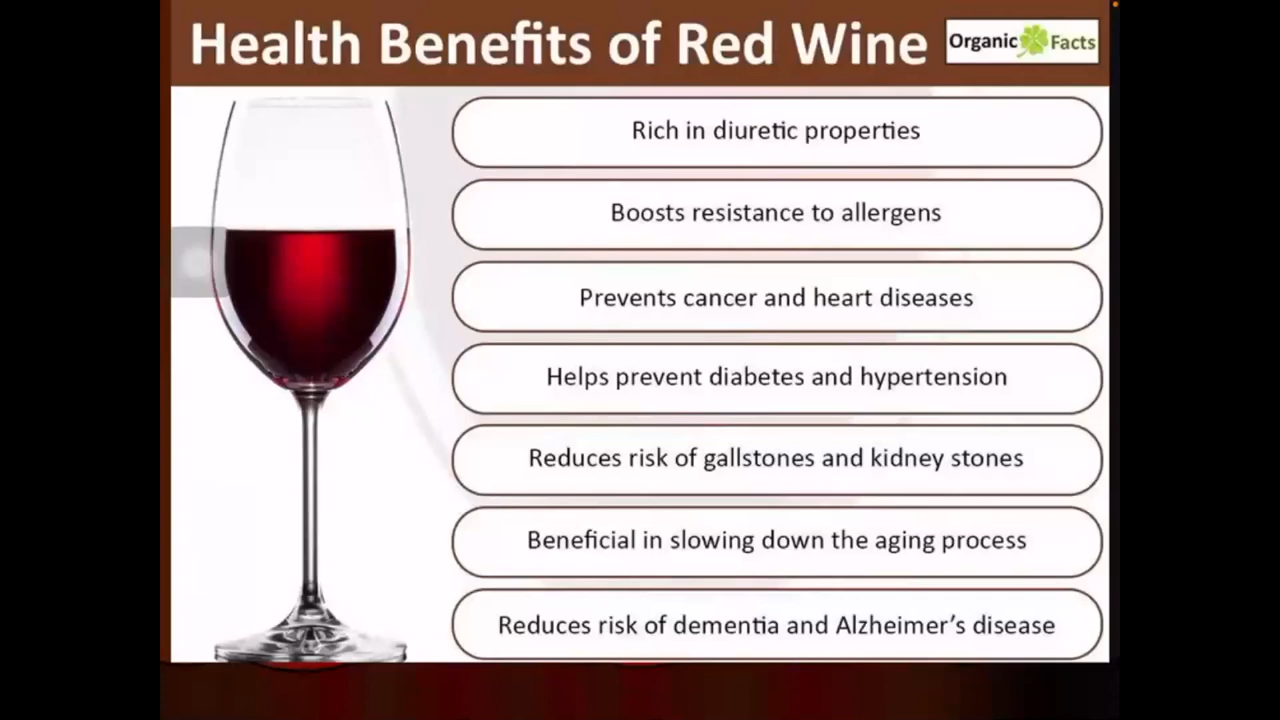 Health Benefits of Red Wine
Organic Facts
Rich in diuretic properties
Boosts resistance to allergens
Prevents cancer and heart diseases
Helps prevent diabetes and hypertension
Reduces risk of gallstones and kidney stones
Beneficial in slowing down the aging process
Reduces risk of dementia and Alzheimer’s disease